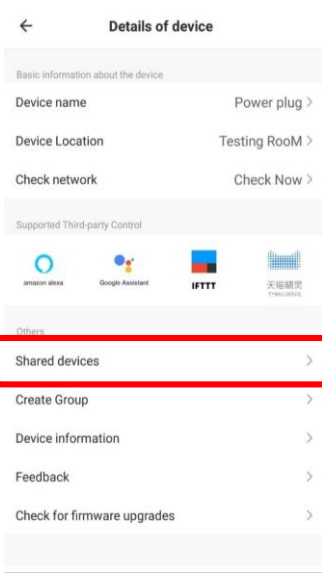 Details of device
Basic information about the device
Device name Power plug
Device Location Testing RooM
Check network Check Now
Supported Third-party Control
amazon alexa Google Assistant IFTTT 天猫精灵
TMALL GENIE
Others
Shared devices
Create Group
Device information
Feedback
Check for firmware upgrades